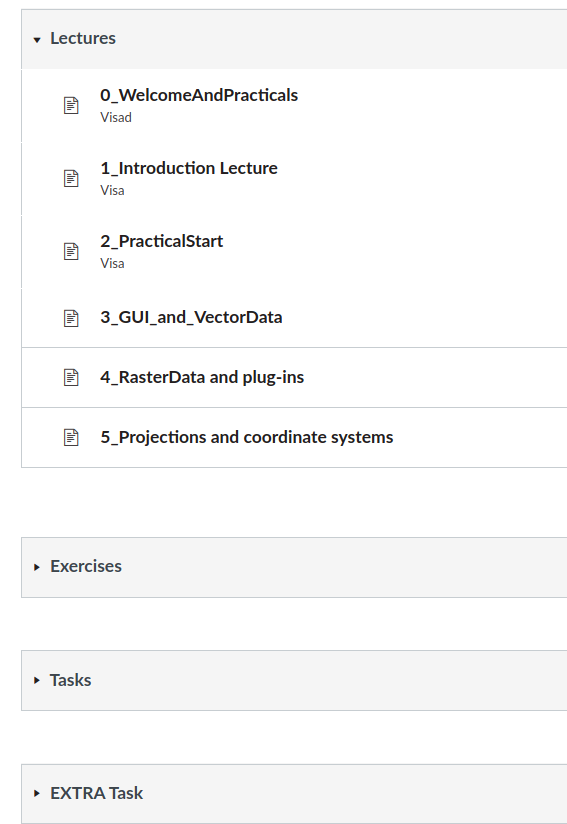 Lectures
0_WelcomeAndPracticals
Visad
1_Introduction Lecture
Visa
2_PracticalStart
Visa
3_GUI_and_VectorData
4_RasterData and plug-ins
5_Projections and coordinate systems
Exercises
Tasks
EXTRA Task